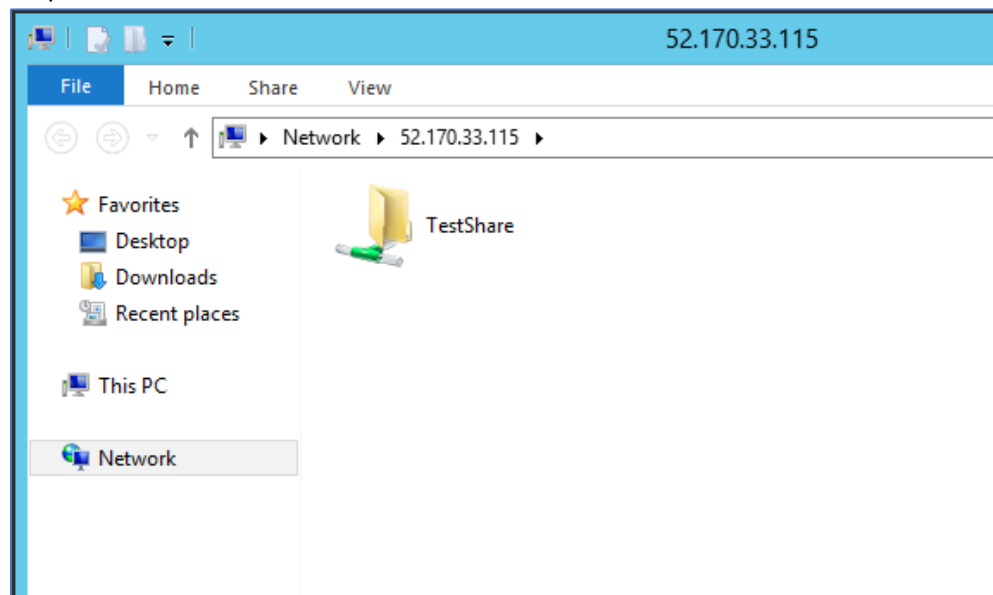 52.170.33.115
File Home Share View
Network 52.170.33.115
Favorites
Desktop
Downloads
Recent places
This PC
Network
TestShare